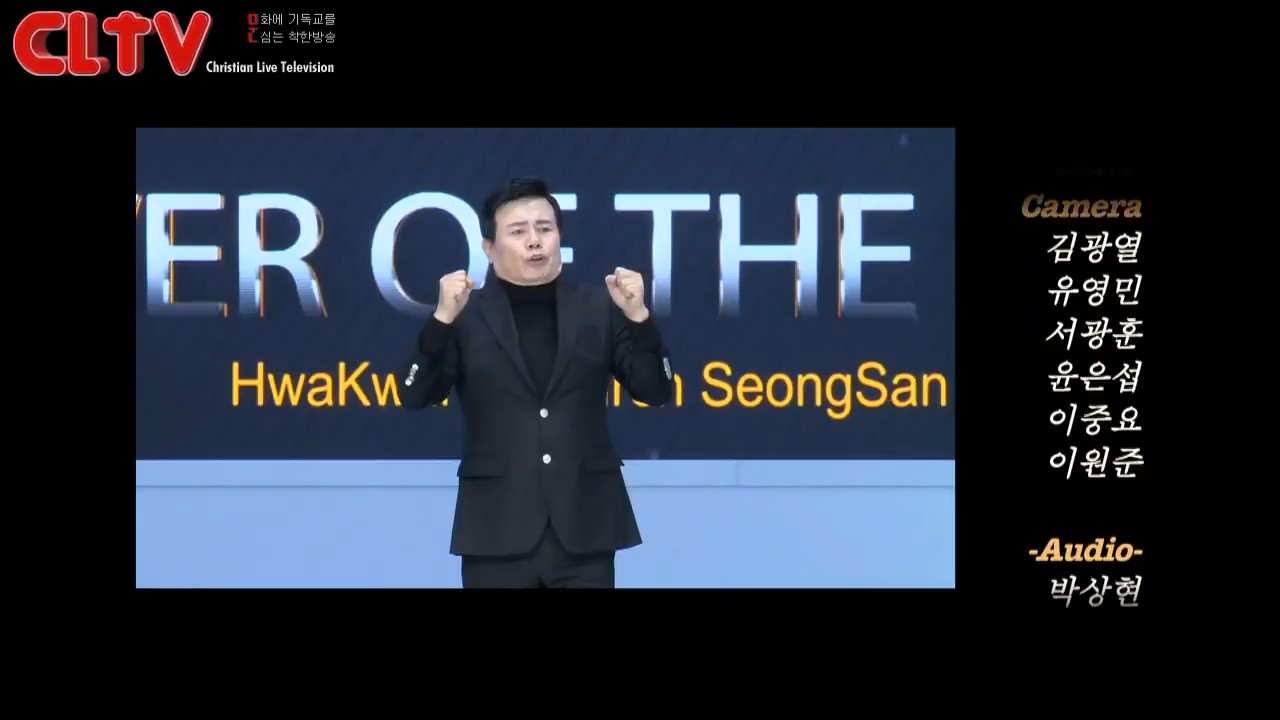 CLTV
문화에 기독교를
심는 착한방송
Christian Live Television
ER OF THE
SeongSan
Camera
김광열
유영민
서광훈
윤은섭
이중요
이원준
-Audio-
박상현